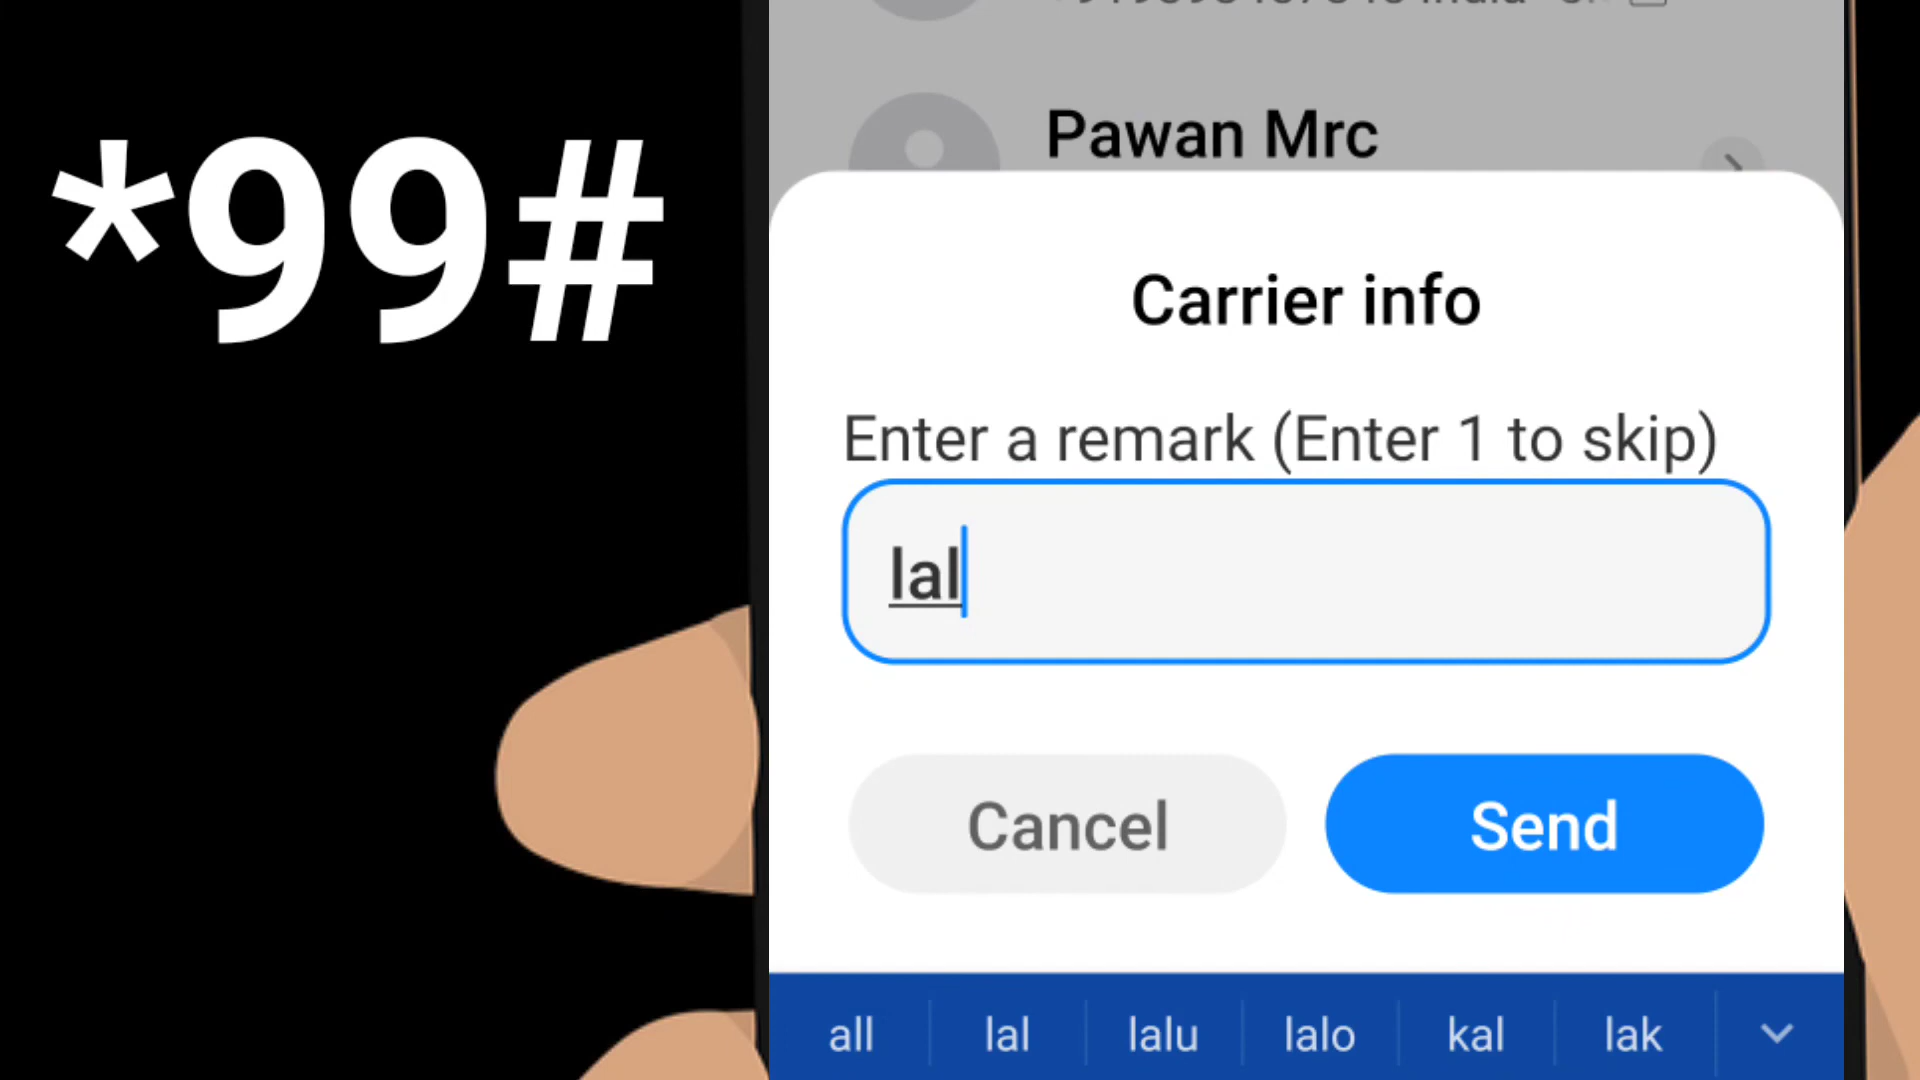 *99#
India
Pawan Mrc
Carrier info
Enter a remark (Enter 1 to skip)
lal
Cancel
Send
all lal lalu lalo kal lak